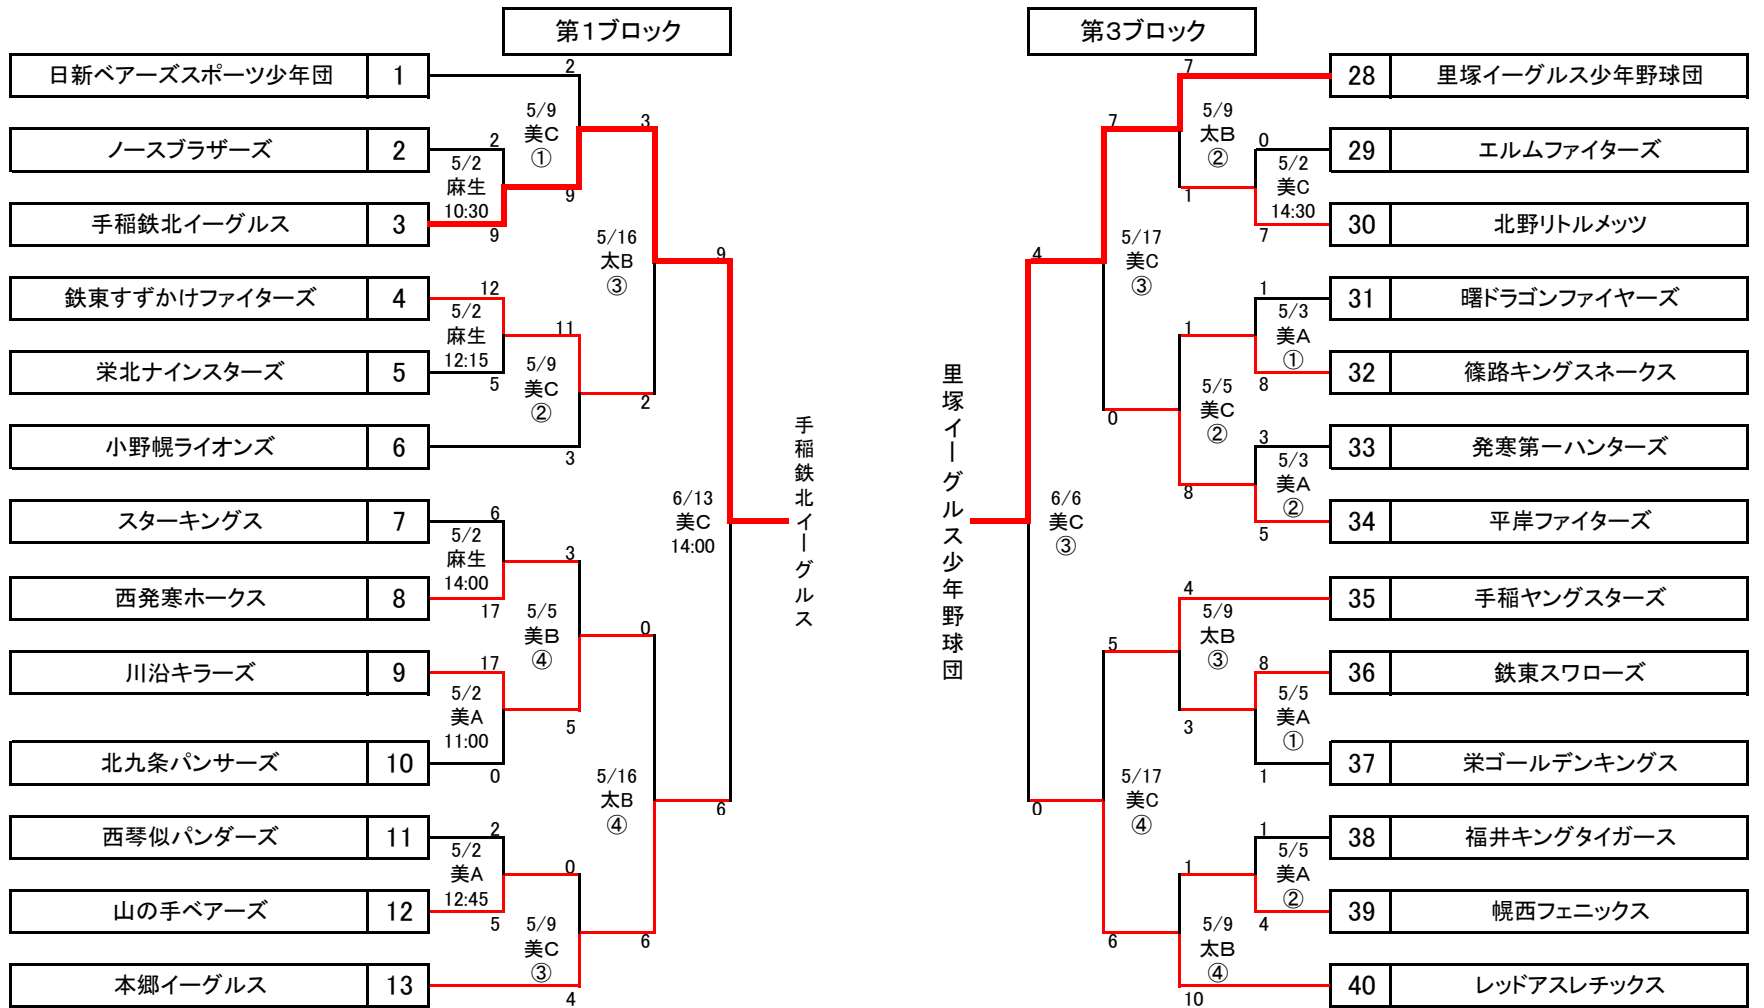 第1ブロック
日新ベアーズスポーツ少年団 1
2
5/9
美C
①
3
ノースブラザーズ 2
2
5/2
麻生
10:30
9
手稲鉄北イーグルス 3
9
5/16
太B
③
9
鉄東すずかけファイターズ 4
12
5/2
麻生
12:15
11
栄北ナインスターズ 5
5
5/9
美C
②
2
小野幌ライオンズ 6
3
手稲鉄北イーグルス
6/13
美C
14:00
スターキングス 7
6
5/2
麻生
14:00
3
西発寒ホークス 8
17
5/5
美B
④
0
川沿キラーズ 9
17
5/2
美A
11:00
5
北九条パンサーズ 10
0
5/16
太B
④
6
西琴似パンダーズ 11
2
5/2
美A
12:45
0
山の手ベアーズ 12
5
5/9
美C
③
6
本郷イーグルス 13
4
第3ブロック
28 里塚イーグルス少年野球団
7
5/9
太B
②
7
29 エルムファイターズ
0
5/2
美C
14:30
1
30 北野リトルメッツ
7
5/17
美C
③
4
31 曙ドラゴンファイヤーズ
1
5/3
美A
①
1
32 篠路キングスネークス
8
5/5
美C
②
0
33 発寒第一ハンターズ
3
5/3
美A
②
8
34 平岸ファイターズ
5
里塚イーグルス少年野球団
6/6
美C
③
35 手稲ヤングスターズ
4
5/9
太B
③
5
36 鉄東スワローズ
8
5/5
美A
①
3
37 栄ゴールデンキングス
1
5/17
美C
④
0
38 福井キングタイガース
1
5/5
美A
②
1
39 幌西フェニックス
4
5/9
太B
④
6
40 レッドアスレチックス
10